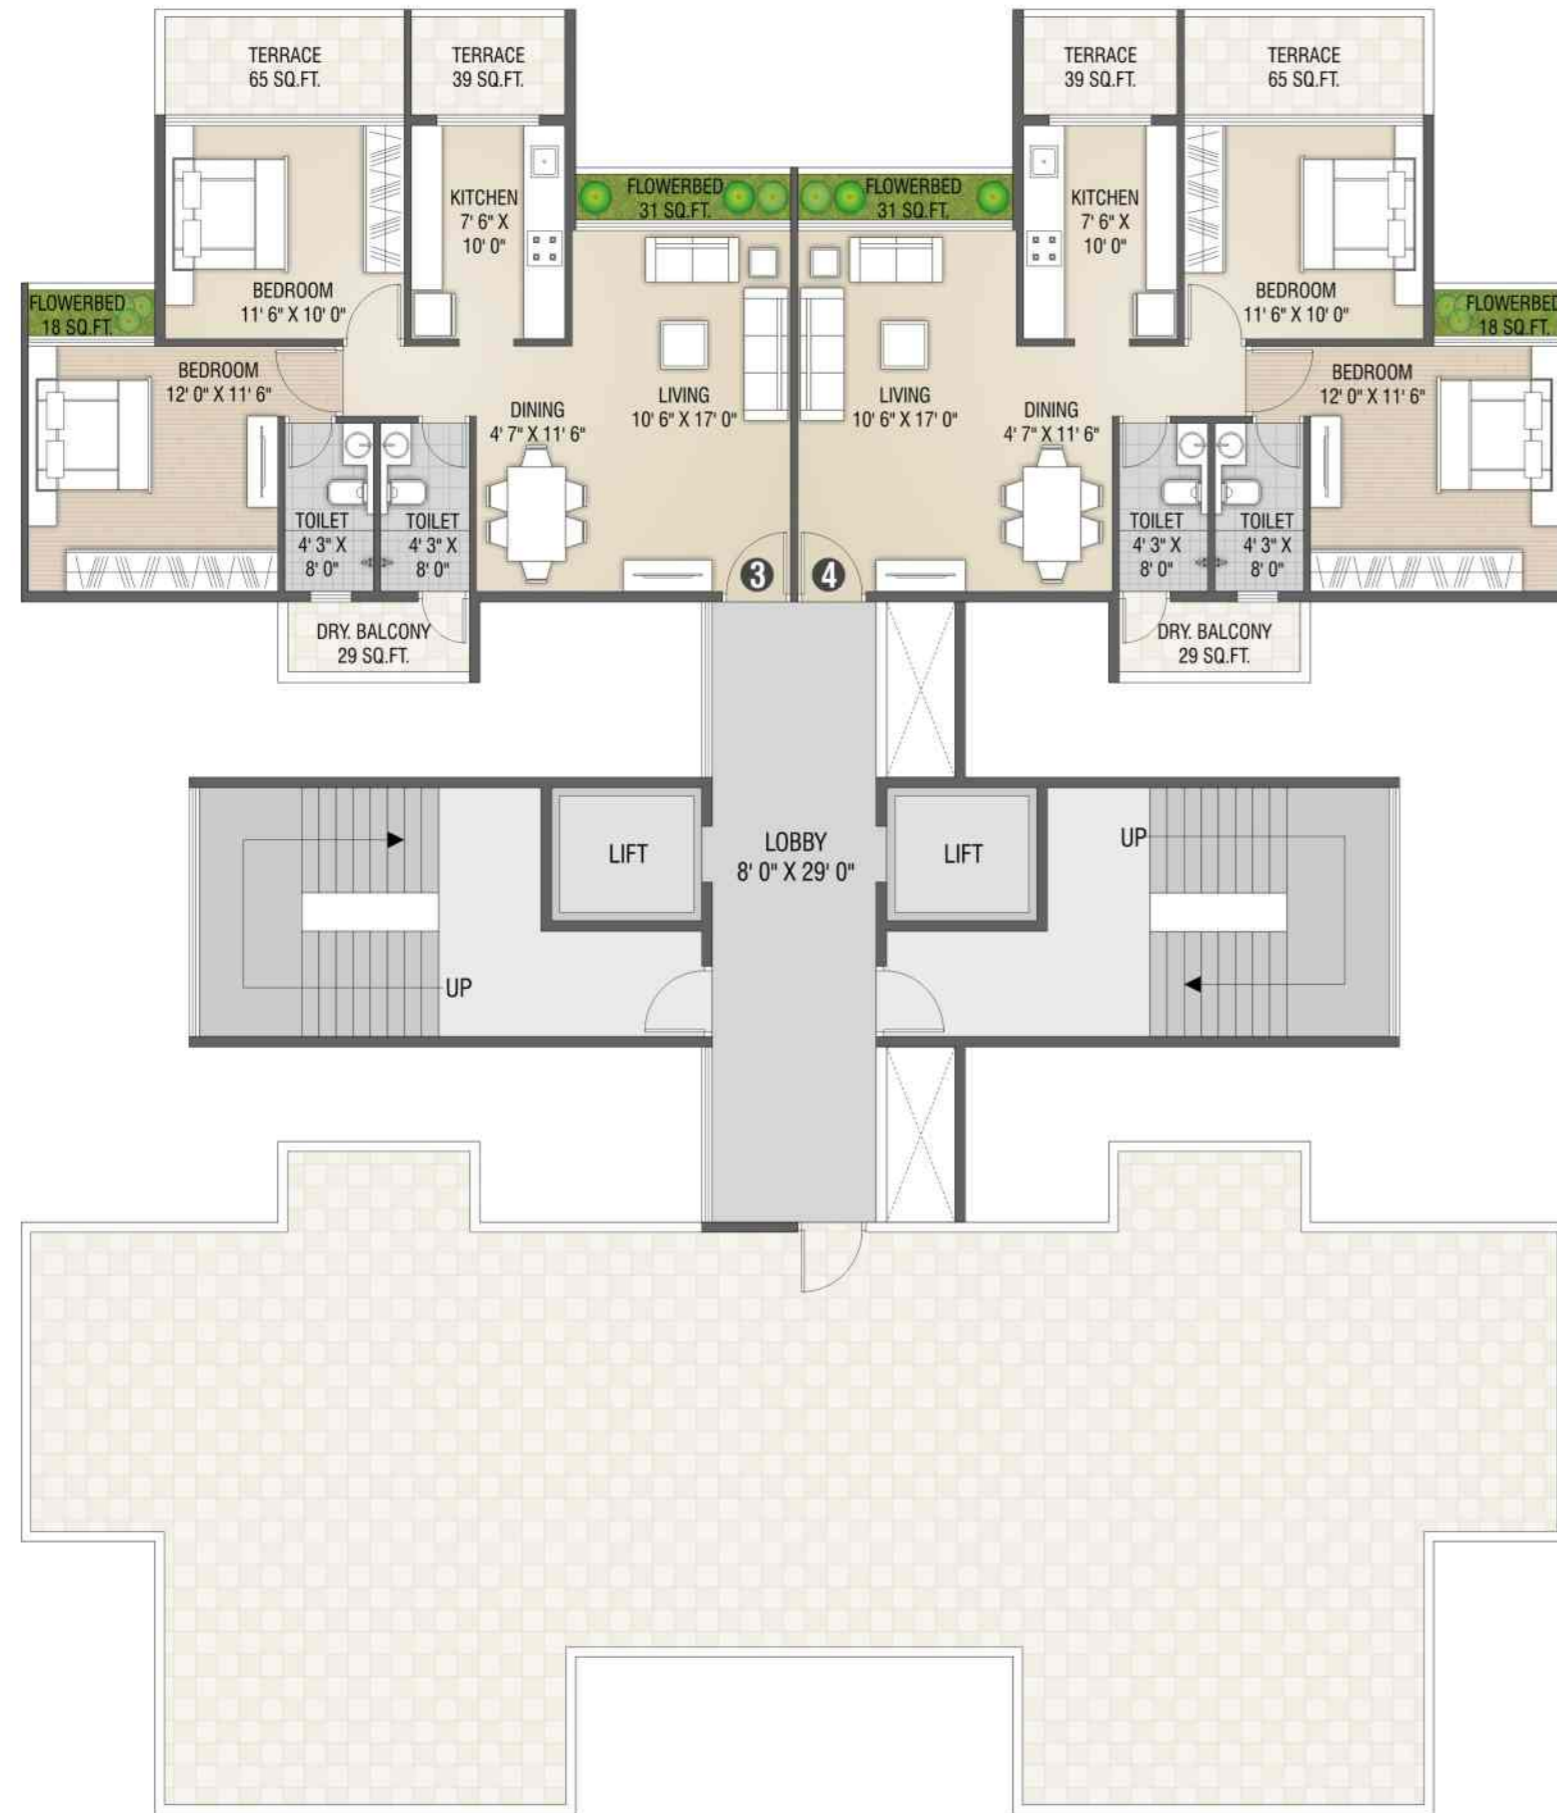 TERRACE
65 SQ.FT.
TERRACE
39 SQ.FT.
TERRACE
39 SQ.FT.
TERRACE
65 SQ.FT.
KITCHEN
7' 6" X
10' 0"
FLOWERBED
31 SQ.FT.
FLOWERBED
31 SQ.FT.
KITCHEN
7' 6" X
10' 0"
BEDROOM
11' 6" X 10' 0"
BEDROOM
11' 6" X 10' 0"
FLOWERBED
18 SQ.FT.
FLOWERBED
18 SQ.FT.
BEDROOM
12' 0" X 11' 6"
DINING
4' 7" X 11' 6"
LIVING
10' 6" X 17' 0"
LIVING
10' 6" X 17' 0"
DINING
4' 7" X 11' 6"
BEDROOM
12' 0" X 11' 6"
TOILET
4' 3" X
8' 0"
TOILET
4' 3" X
8' 0"
3
4
TOILET
4' 3" X
8' 0"
TOILET
4' 3" X
8' 0"
DRY. BALCONY
29 SQ.FT.
DRY. BALCONY
29 SQ.FT.
LIFT
LOBBY
8' 0" X 29' 0"
LIFT
UP
UP